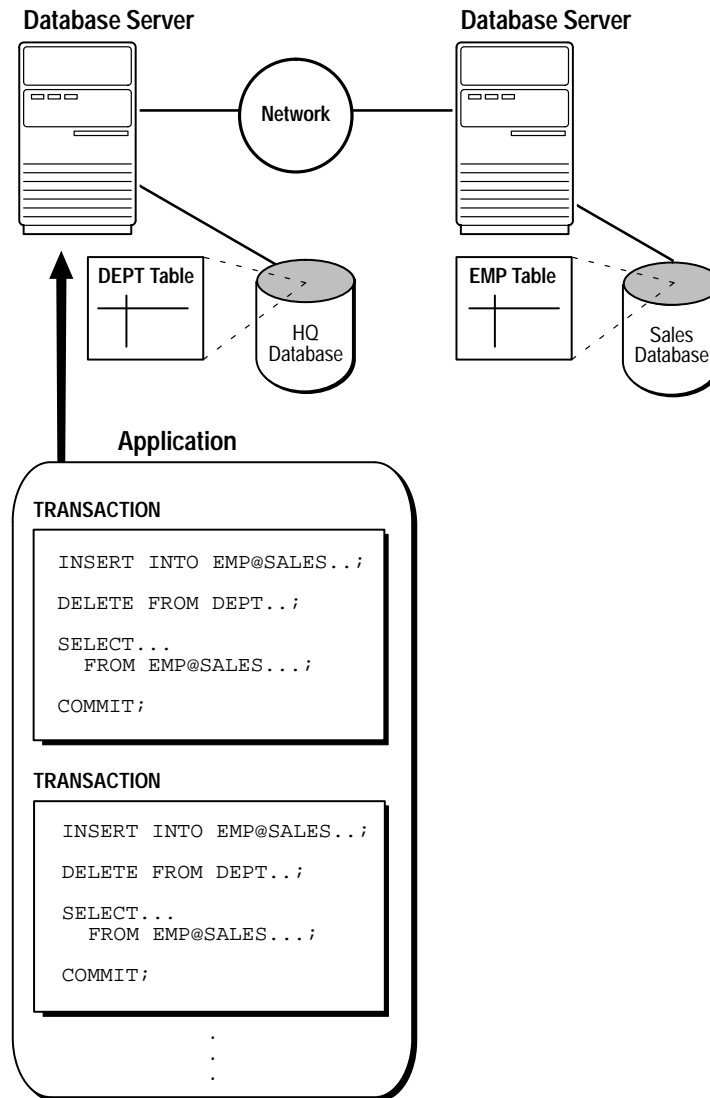 Database Server
Database Server
Network
DEPT Table
HQ
Database
EMP Table
Sales
Database
Application
TRANSACTION
INSERT INTO EMP@SALES..;
DELETE FROM DEPT..;
SELECT...
FROM EMP@SALES...;
COMMIT;
TRANSACTION
INSERT INTO EMP@SALES..;
DELETE FROM DEPT..;
SELECT...
FROM EMP@SALES...;
COMMIT;
.
.
.